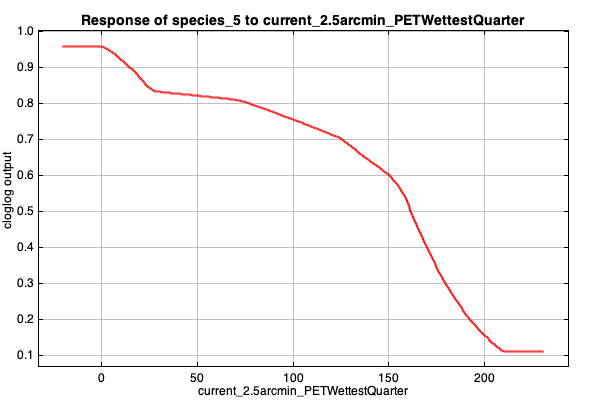 Response of species_5 to current_2.5arcmin_PETWettestQuarter
1.0
0.9
0.8
0.7
0.6
0.5
0.4
0.3
0.2
0.1
cloglog output
0 50 100 150 200
current_2.5arcmin_PETWettestQuarter